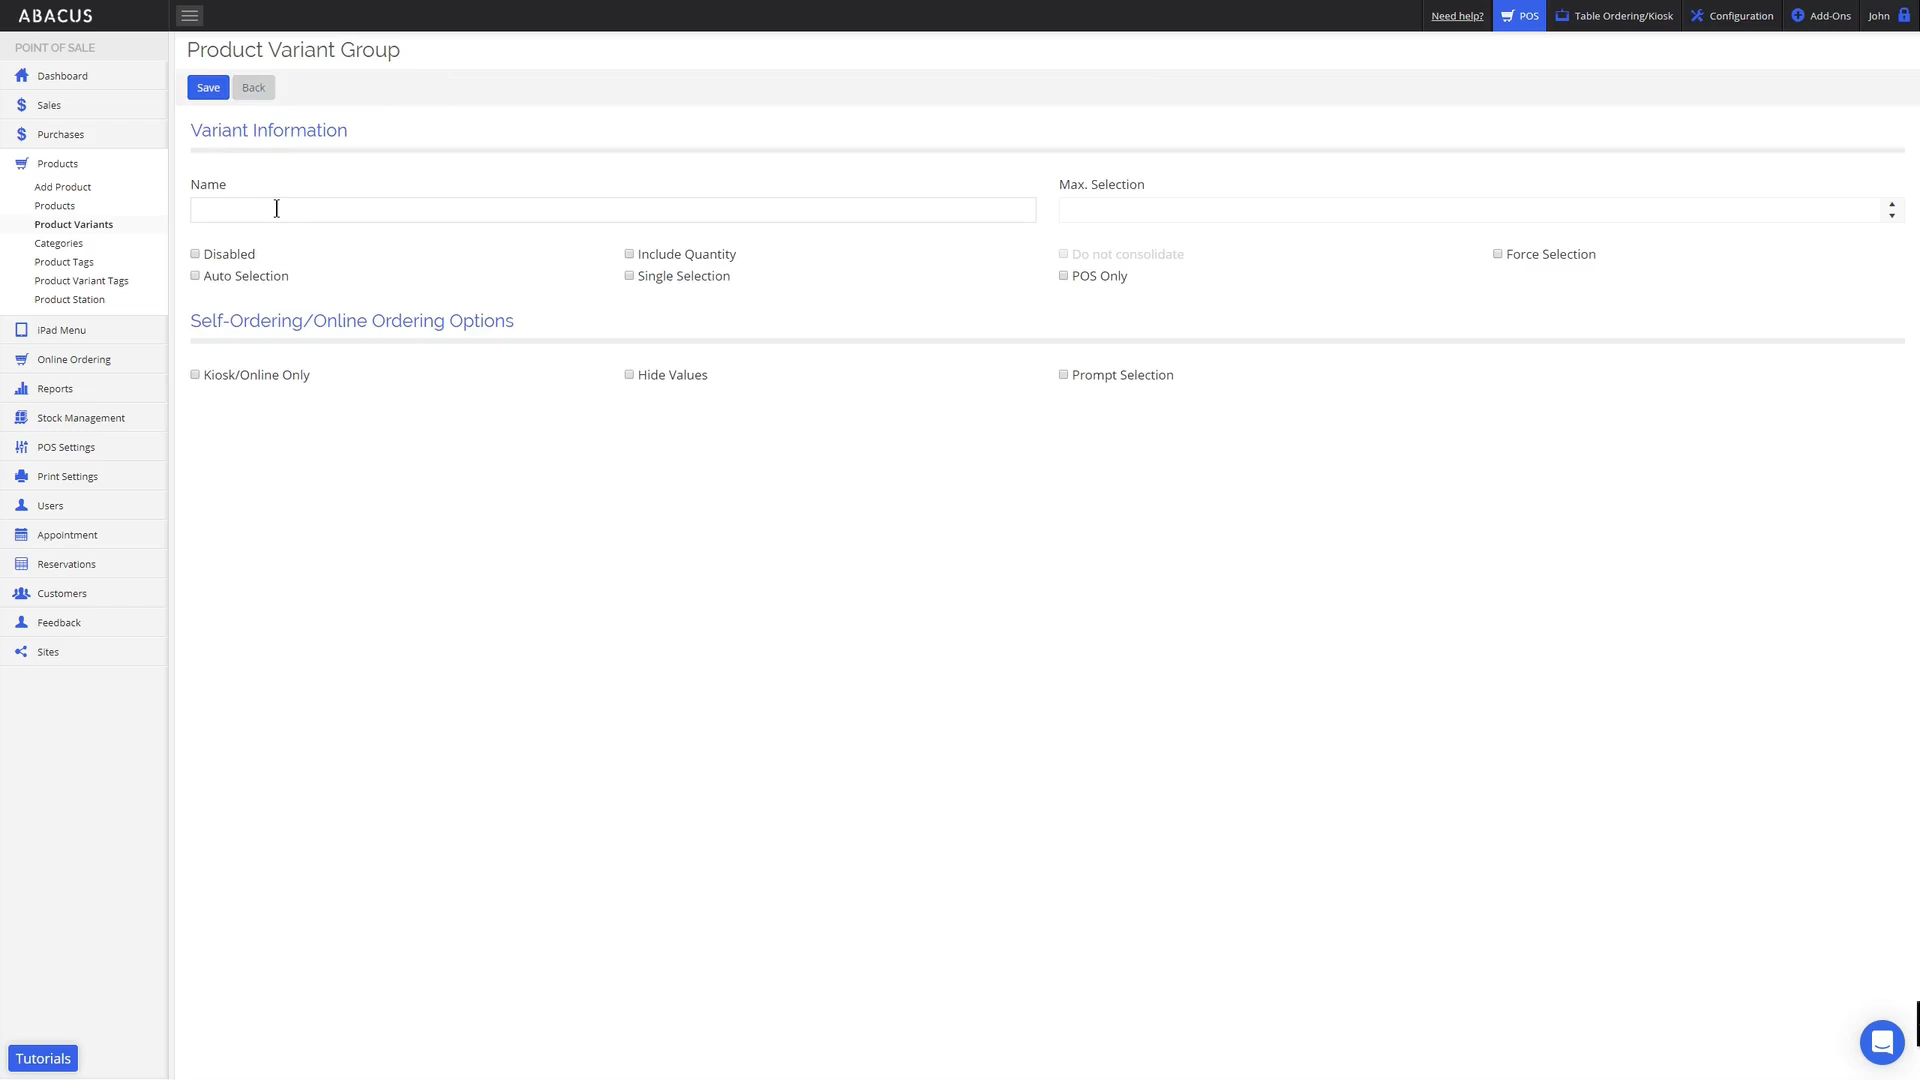 ABACUS
Need help?
POS
Table Ordering/Kiosk
Configuration
Add-Ons
John
POINT OF SALE
Dashboard
Sales
Purchases
Products
Add Product
Products
Product Variants
Categories
Product Tags
Product Variant Tags
Product Station
iPad Menu
Online Ordering
Reports
Stock Management
POS Settings
Print Settings
Users
Appointment
Reservations
Customers
Feedback
Sites
Tutorials
Product Variant Group
Save
Back
Variant Information
Name
Max. Selection
Disabled
Include Quantity
Do not consolidate
Force Selection
Auto Selection
Single Selection
POS Only
Self-Ordering/Online Ordering Options
Kiosk/Online Only
Hide Values
Prompt Selection